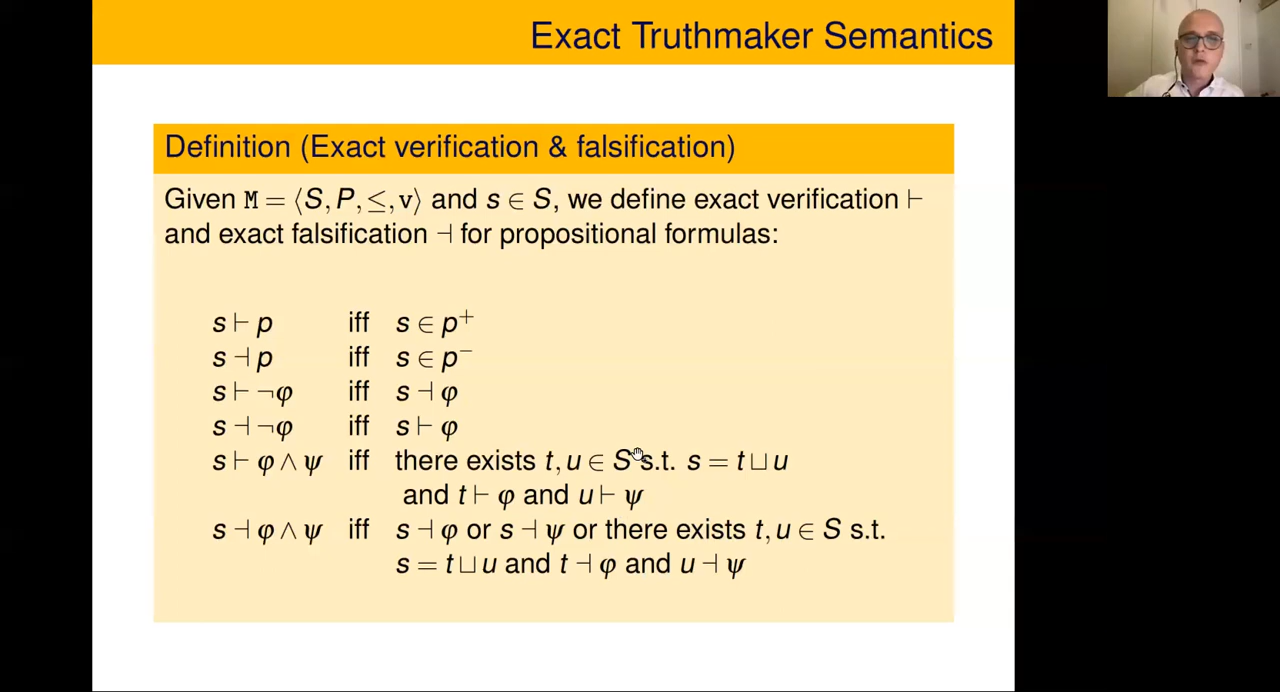 Exact Truthmaker Semantics
Definition (Exact verification & falsification)
Given M = ⟨S, P, ≤, v⟩ and s ∈ S, we define exact verification ⊢
and exact falsification ⊣ for propositional formulas:
s ⊢ p iff s ∈ p⁺
s ⊣ p iff s ∈ p⁻
s ⊢ ¬φ iff s ⊣ φ
s ⊣ ¬φ iff s ⊢ φ
s ⊢ φ ∧ ψ iff there exists t, u ∈ S s.t. s = t ⊔ u
and t ⊢ φ and u ⊢ ψ
s ⊣ φ ∧ ψ iff s ⊣ φ or s ⊣ ψ or there exists t, u ∈ S s.t.
s = t ⊔ u and t ⊣ φ and u ⊣ ψ